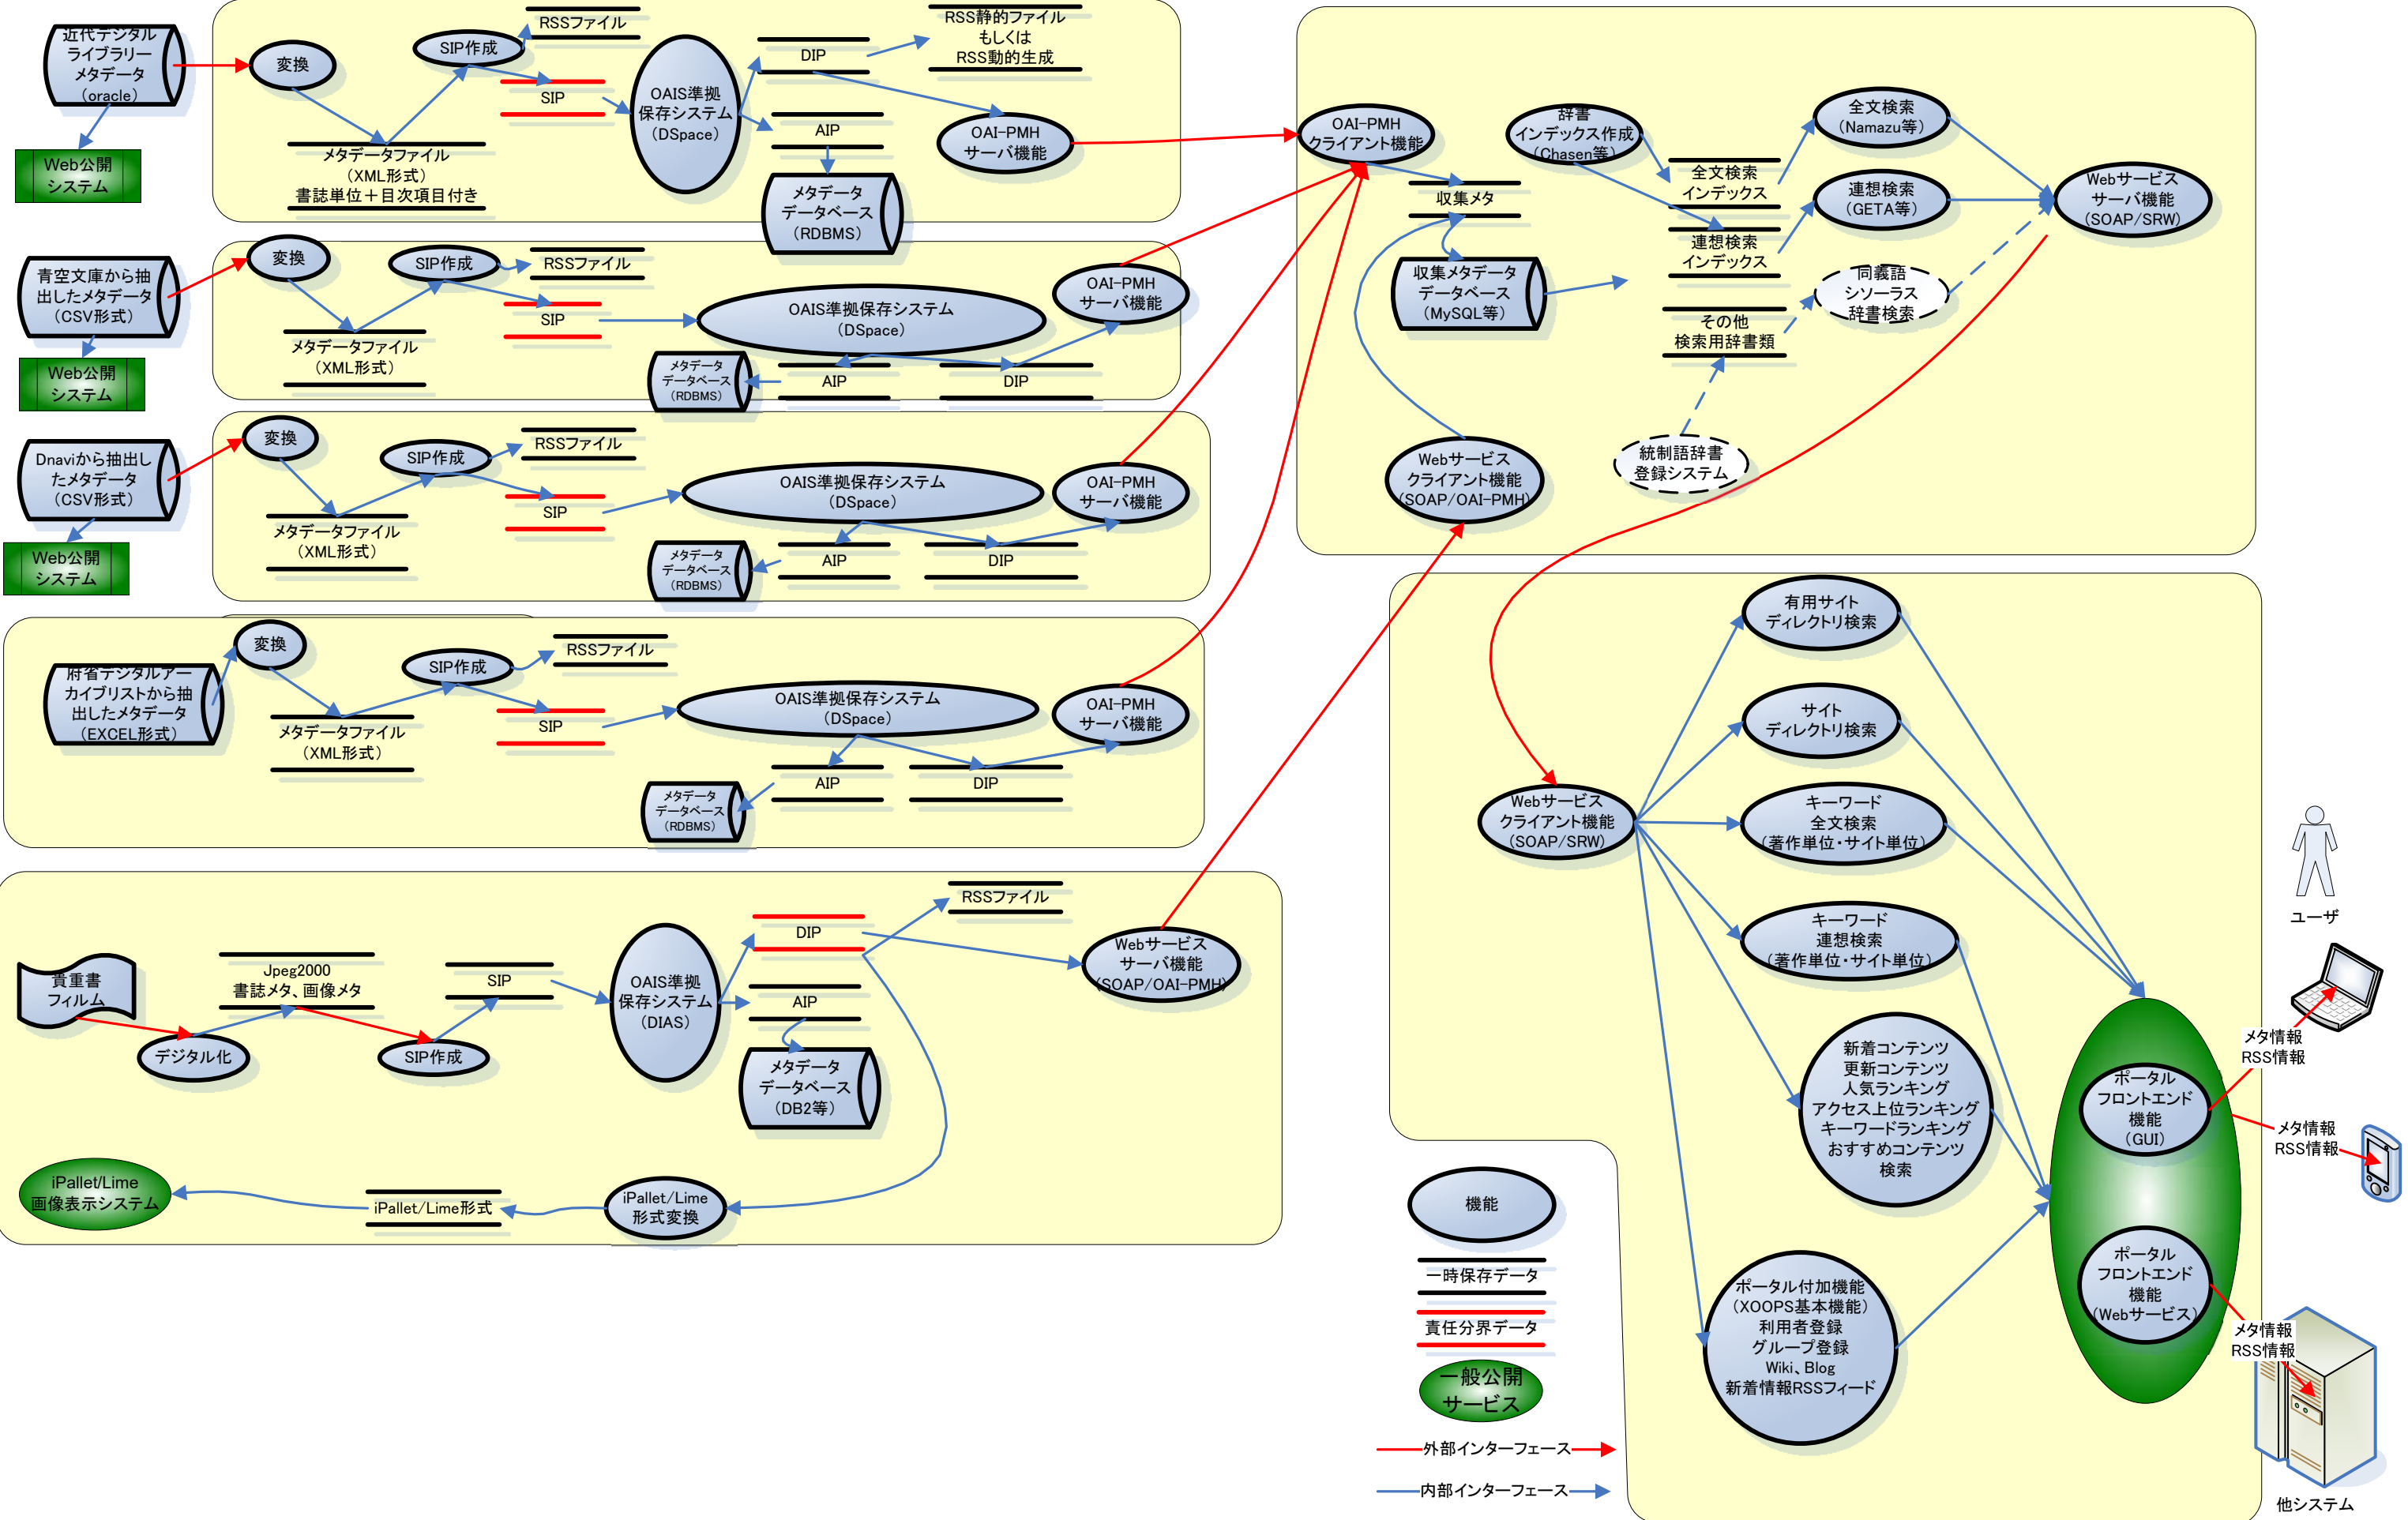 近代デジタル
ライブラリー
メタデータ
（oracle）
Web公開
システム
変換
メタデータファイル
（XML形式）
書誌単位＋目次項目付き
SIP作成
RSSファイル
SIP
OAIS準拠
保存システム
（DSpace）
DIP
RSS静的ファイル
もしくは
RSS動的生成
AIP
メタデータ
データベース
（RDBMS）
OAI-PMH
サーバ機能
青空文庫から抽
出したメタデータ
（CSV形式）
Web公開
システム
変換
メタデータファイル
（XML形式）
SIP作成
RSSファイル
SIP
OAIS準拠保存システム
（DSpace）
メタデータ
データベース
（RDBMS）
AIP
DIP
OAI-PMH
サーバ機能
Dnaviから抽出し
たメタデータ
（CSV形式）
Web公開
システム
変換
メタデータファイル
（XML形式）
SIP作成
RSSファイル
SIP
OAIS準拠保存システム
（DSpace）
メタデータ
データベース
（RDBMS）
AIP
DIP
OAI-PMH
サーバ機能
府省デジタルアー
カイブリストから抽
出したメタデータ
（EXCEL形式）
変換
メタデータファイル
（XML形式）
SIP作成
RSSファイル
SIP
OAIS準拠保存システム
（DSpace）
メタデータ
データベース
（RDBMS）
AIP
DIP
OAI-PMH
サーバ機能
貴重書
フィルム
デジタル化
Jpeg2000
書誌メタ、画像メタ
SIP作成
SIP
OAIS準拠
保存システム
（DIAS）
DIP
AIP
メタデータ
データベース
（DB2等）
RSSファイル
Webサービス
サーバ機能
（SOAP/OAI-PMH）
iPallet/Lime
画像表示システム
iPallet/Lime形式
iPallet/Lime
形式変換
OAI-PMH
クライアント機能
収集メタ
収集メタデータ
データベース
（MySQL等）
Webサービス
クライアント機能
（SOAP/OAI-PMH）
辞書
インデックス作成
（Chasen等）
全文検索
インデックス
連想検索
インデックス
その他
検索用辞書類
統制語辞書
登録システム
全文検索
（Namazu等）
連想検索
（GETA等）
同義語
シソーラス
辞書検索
Webサービス
サーバ機能
（SOAP/SRW）
Webサービス
クライアント機能
（SOAP/SRW）
有用サイト
ディレクトリ検索
サイト
ディレクトリ検索
キーワード
全文検索
（著作単位・サイト単位）
キーワード
連想検索
（著作単位・サイト単位）
新着コンテンツ
更新コンテンツ
人気ランキング
アクセス上位ランキング
キーワードランキング
おすすめコンテンツ
検索
ポータル付加機能
（XOOPS基本機能）
利用者登録
グループ登録
Wiki、Blog
新着情報RSSフィード
ポータル
フロントエンド
機能
（GUI）
ポータル
フロントエンド
機能
（Webサービス）
ユーザ
メタ情報
RSS情報
メタ情報
RSS情報
メタ情報
RSS情報
他システム
機能
一時保存データ
責任分界データ
一般公開
サービス
外部インターフェース
内部インターフェース